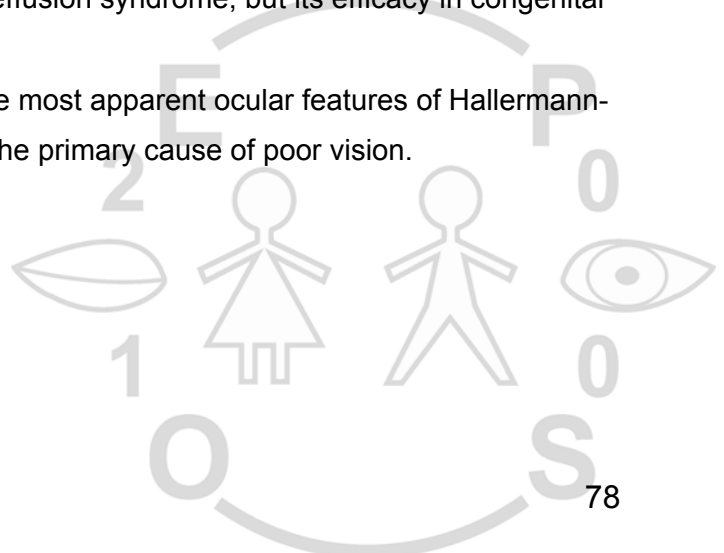 effusion syndrome, but its efficacy in congenital
e most apparent ocular features of Hallermann-
he primary cause of poor vision.
E P
2 0
1 0
O S
78